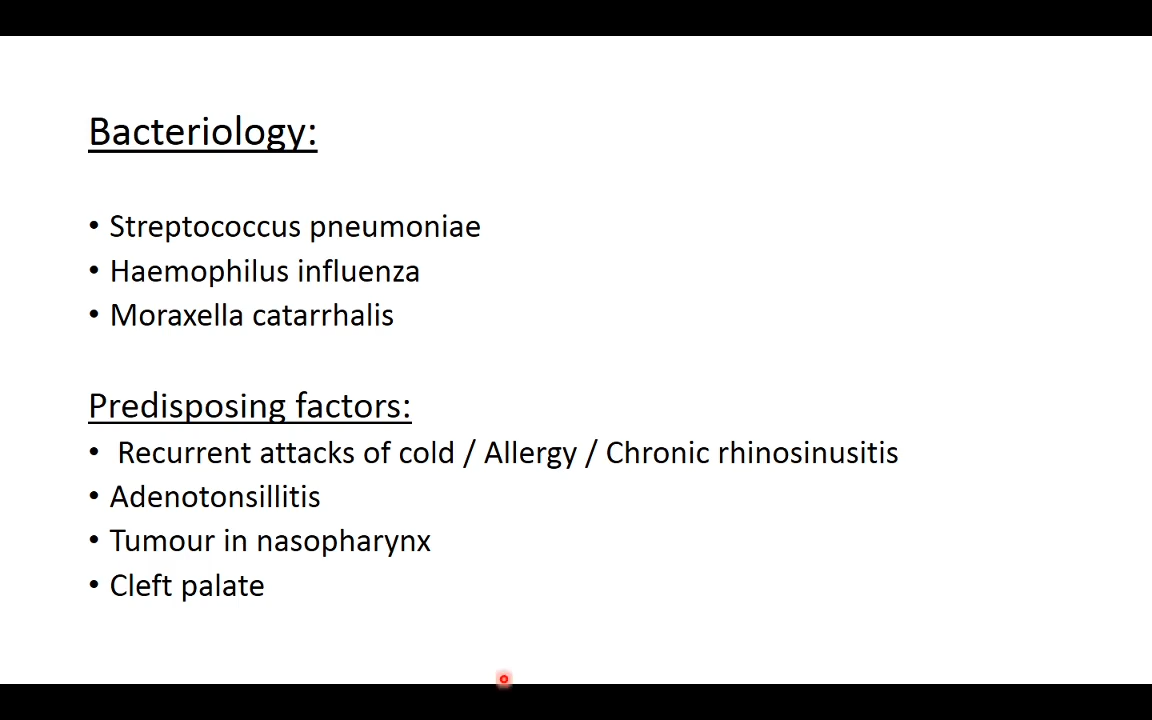 Bacteriology:
• Streptococcus pneumoniae
• Haemophilus influenza
• Moraxella catarrhalis
Predisposing factors:
• Recurrent attacks of cold / Allergy / Chronic rhinosinusitis
• Adenotonsillitis
• Tumour in nasopharynx
• Cleft palate